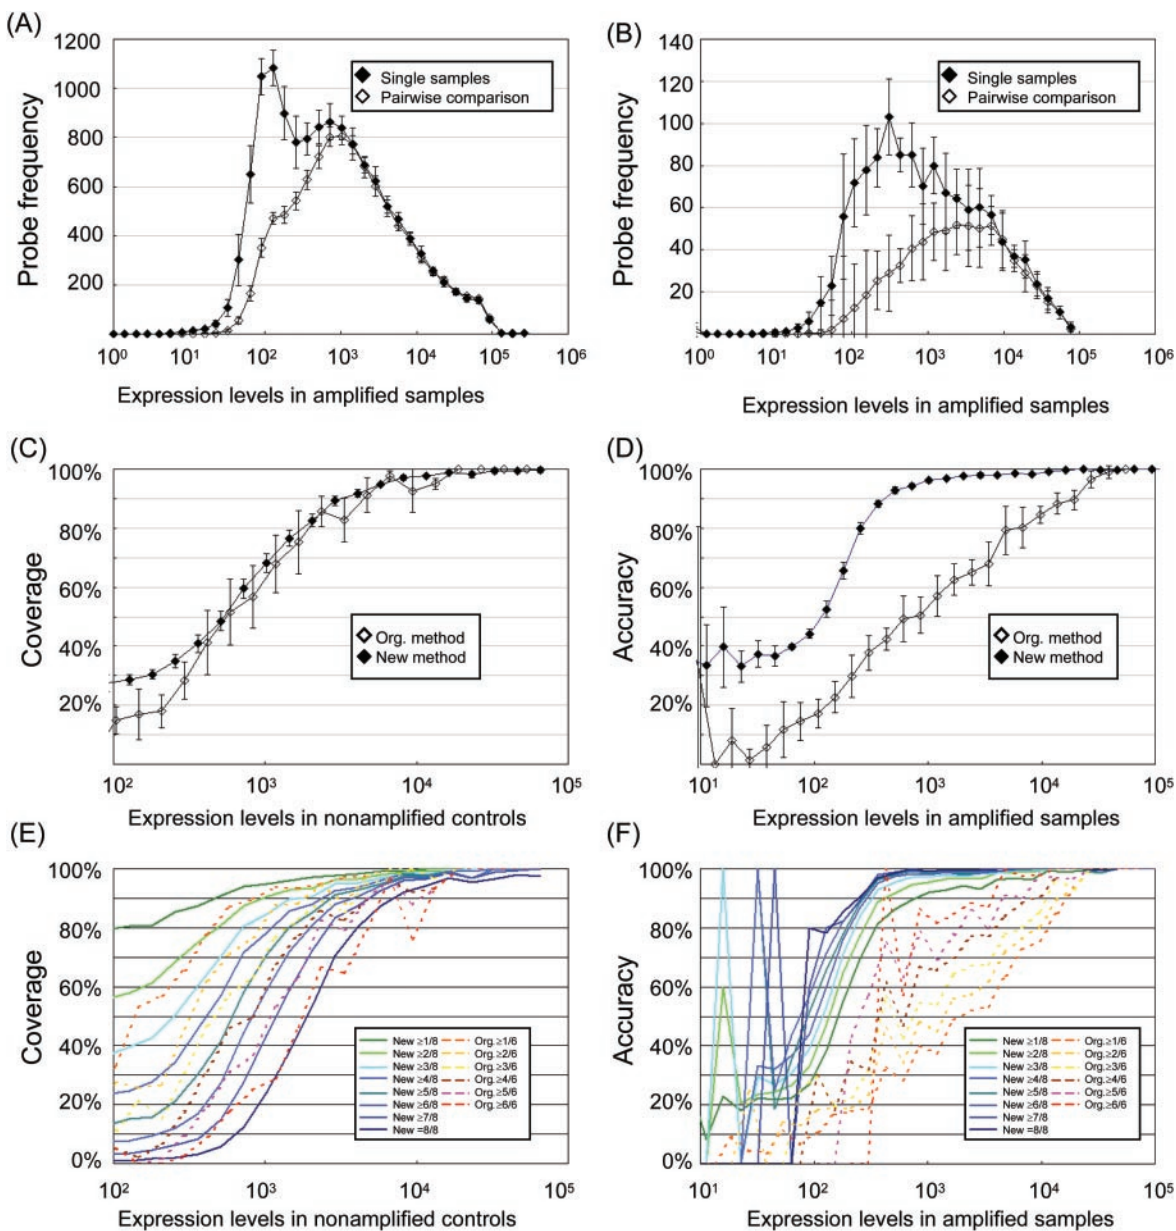 (A)
1200
1000
800
600
400
200
Probe frequency
Single samples
Pairwise comparison
10⁰ 10¹ 10² 10³ 10⁴ 10⁵ 10⁶
Expression levels in amplified samples
(B)
140
120
100
80
60
40
20
Probe frequency
Single samples
Pairwise comparison
10⁰ 10¹ 10² 10³ 10⁴ 10⁵ 10⁶
Expression levels in amplified samples
(C)
100%
80%
60%
40%
20%
Coverage
Org. method
New method
10² 10³ 10⁴ 10⁵
Expression levels in nonamplified controls
(D)
100%
80%
60%
40%
20%
Accuracy
Org. method
New method
10¹ 10² 10³ 10⁴ 10⁵
Expression levels in amplified samples
(E)
100%
80%
60%
40%
20%
0%
Coverage
New ≥1/8 Org.≥1/6
New ≥2/8 Org.≥2/6
New ≥3/8 Org.≥3/6
New ≥4/8 Org.≥4/6
New ≥5/8 Org.≥5/6
New ≥6/8 Org.≥6/6
New ≥7/8
New =8/8
10² 10³ 10⁴ 10⁵
Expression levels in nonamplified controls
(F)
100%
80%
60%
40%
20%
0%
Accuracy
New ≥1/8 Org.≥1/6
New ≥2/8 Org.≥2/6
New ≥3/8 Org.≥3/6
New ≥4/8 Org.≥4/6
New ≥5/8 Org.≥5/6
New ≥6/8 Org.≥6/6
New ≥7/8
New =8/8
10¹ 10² 10³ 10⁴ 10⁵
Expression levels in amplified samples